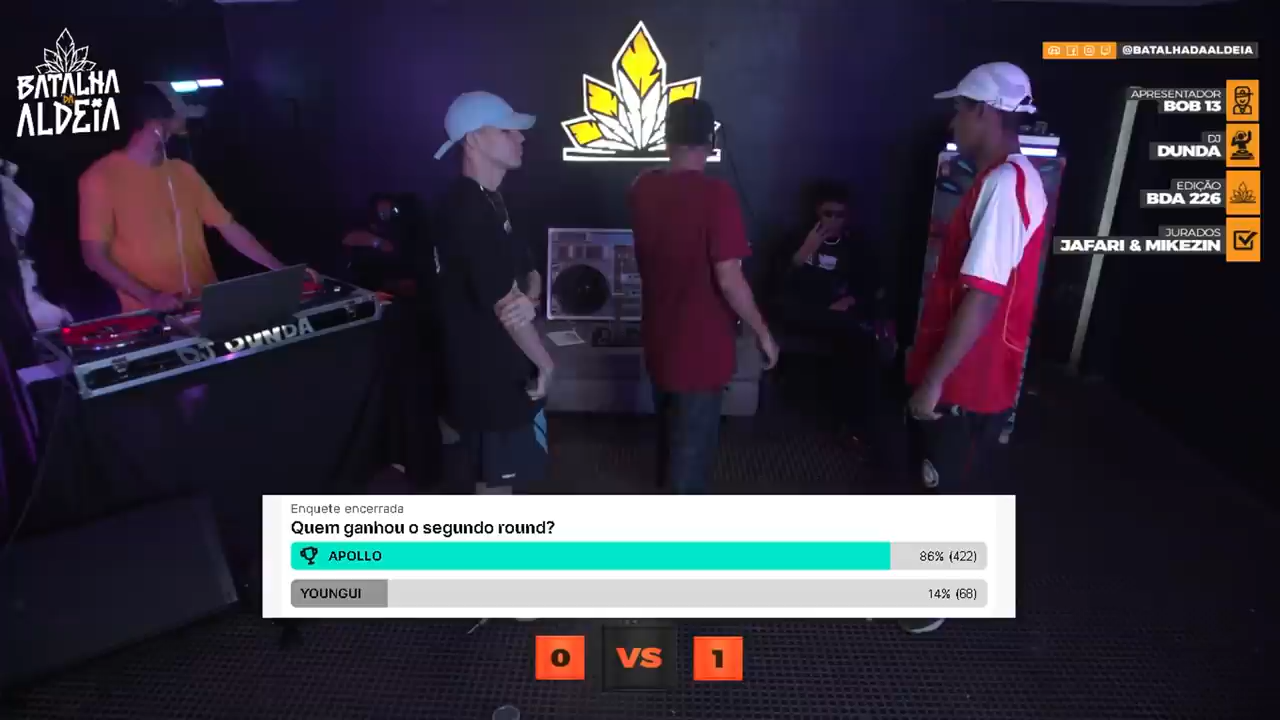 BATALHA
DA
ALDEIA
@BATALHADAALDEIA
APRESENTADOR
BOB 13
DJ
DUNDA
EDIÇÃO
BDA 226
JURADOS
JAFARI & MIKEZIN
DJ DUNDA
Enquete encerrada
Quem ganhou o segundo round?
APOLLO 86% (422)
YOUNGUI 14% (68)
0 VS 1